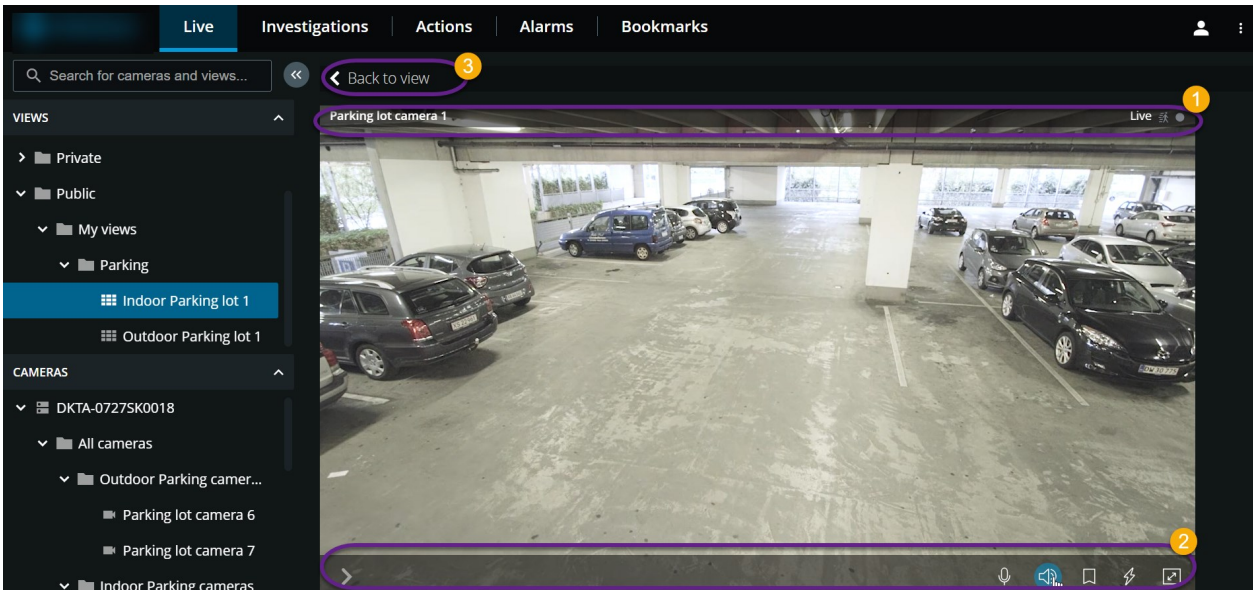 Live Investigations Actions Alarms Bookmarks
Search for cameras and views...
Back to view
3
VIEWS
Private
Public
My views
Parking
Indoor Parking lot 1
Outdoor Parking lot 1
CAMERAS
DKTA-0727SK0018
All cameras
Outdoor Parking camer...
Parking lot camera 6
Parking lot camera 7
Indoor Parking cameras
1
Parking lot camera 1 Live
2